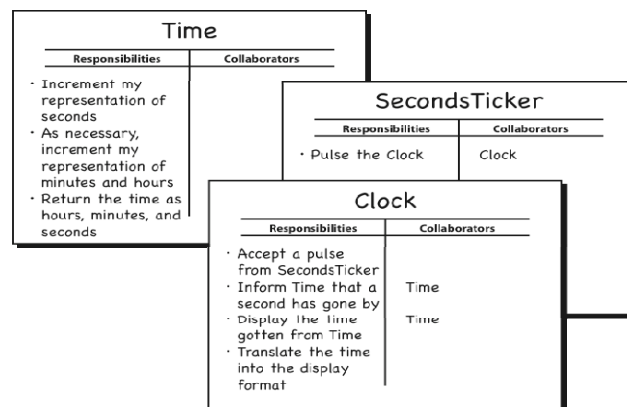 Time
Responsibilities Collaborators
· Increment my
representation of
seconds
· As necessary,
increment my
representation of
minutes and hours
· Return the time as
hours, minutes, and
seconds
SecondsTicker
Responsibilities Collaborators
· Pulse the Clock Clock
Clock
Responsibilities Collaborators
· Accept a pulse
from SecondsTicker
· Inform Time that a Time
second has gone by
· Display the time Time
gotten from Time
· Translate the time
into the display
format